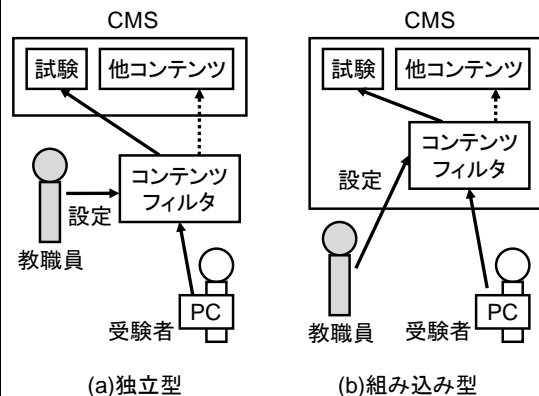 CMS
試験
他コンテンツ
コンテンツ
フィルタ
設定
教職員
PC
受験者
(a)独立型
CMS
試験
他コンテンツ
コンテンツ
フィルタ
設定
教職員
PC
受験者
(b)組み込み型